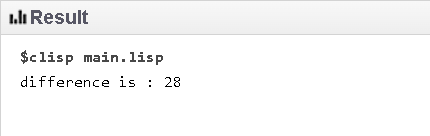 Result
$clisp main.lisp
difference is : 28